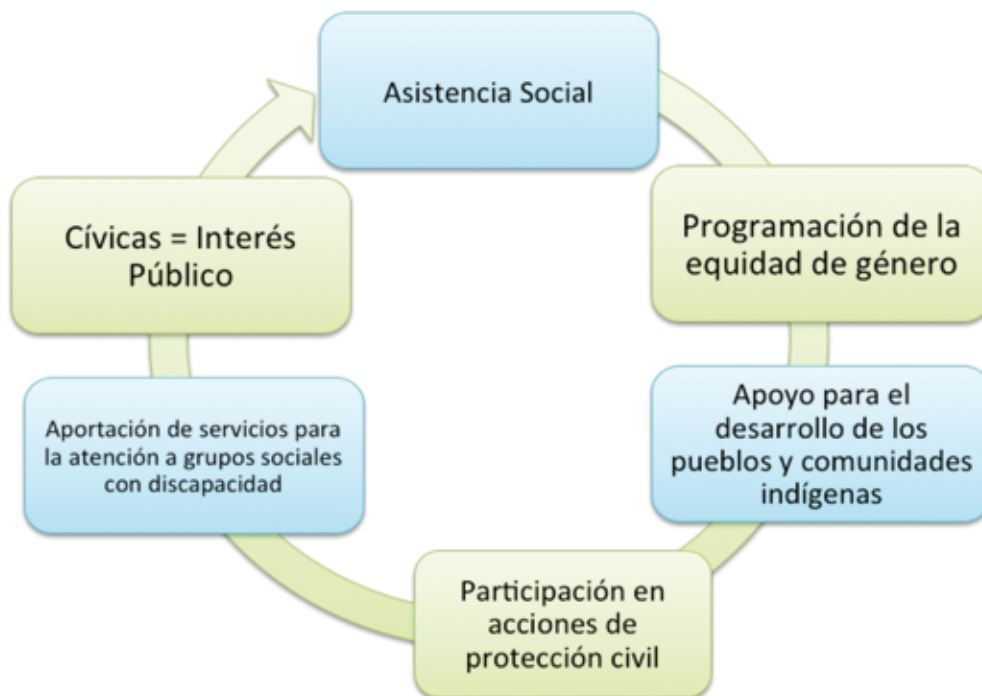 Asistencia Social
Programación de la
equidad de género
Apoyo para el
desarrollo de los
pueblos y comunidades
indígenas
Participación en
acciones de
protección civil
Aportación de servicios para
la atención a grupos sociales
con discapacidad
Cívicas = Interés
Público